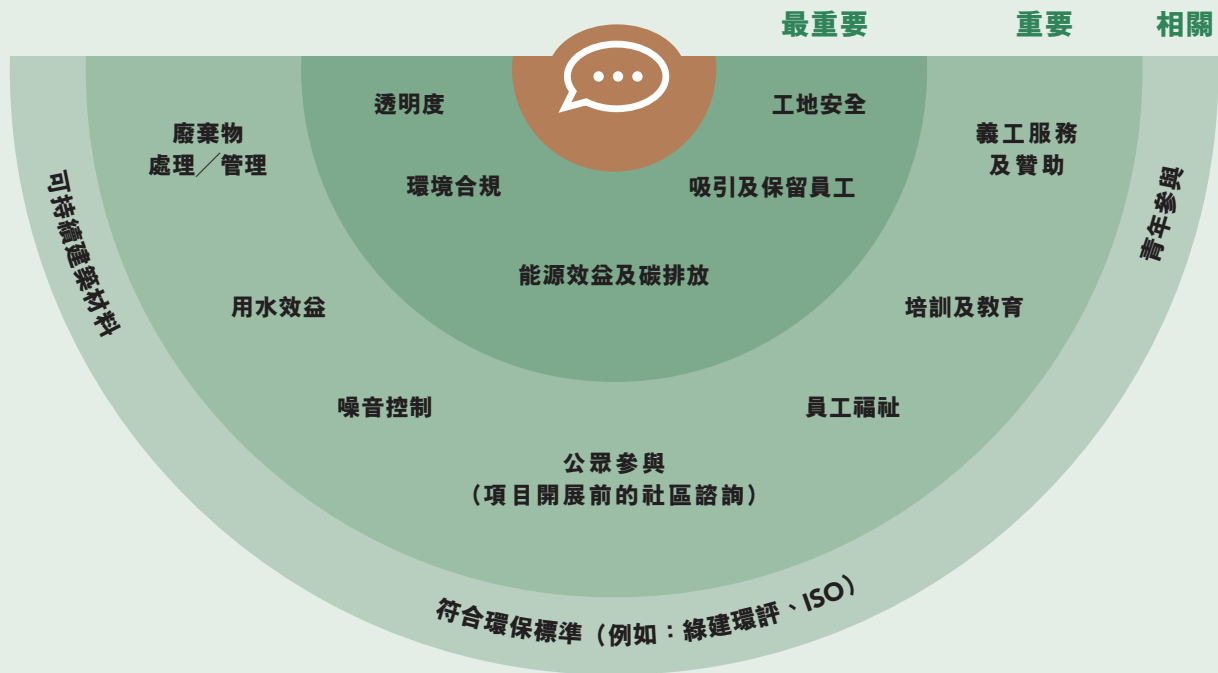 最重要
重要
相關
透明度
工地安全
廢棄物
處理╱管理
義工服務
及贊助
環境合規
吸引及保留員工
可持續建築材料
青年參與
能源效益及碳排放
用水效益
培訓及教育
噪音控制
員工福祉
公眾參與
（項目開展前的社區諮詢）
符合環保標準（例如：綠建環評、ISO）